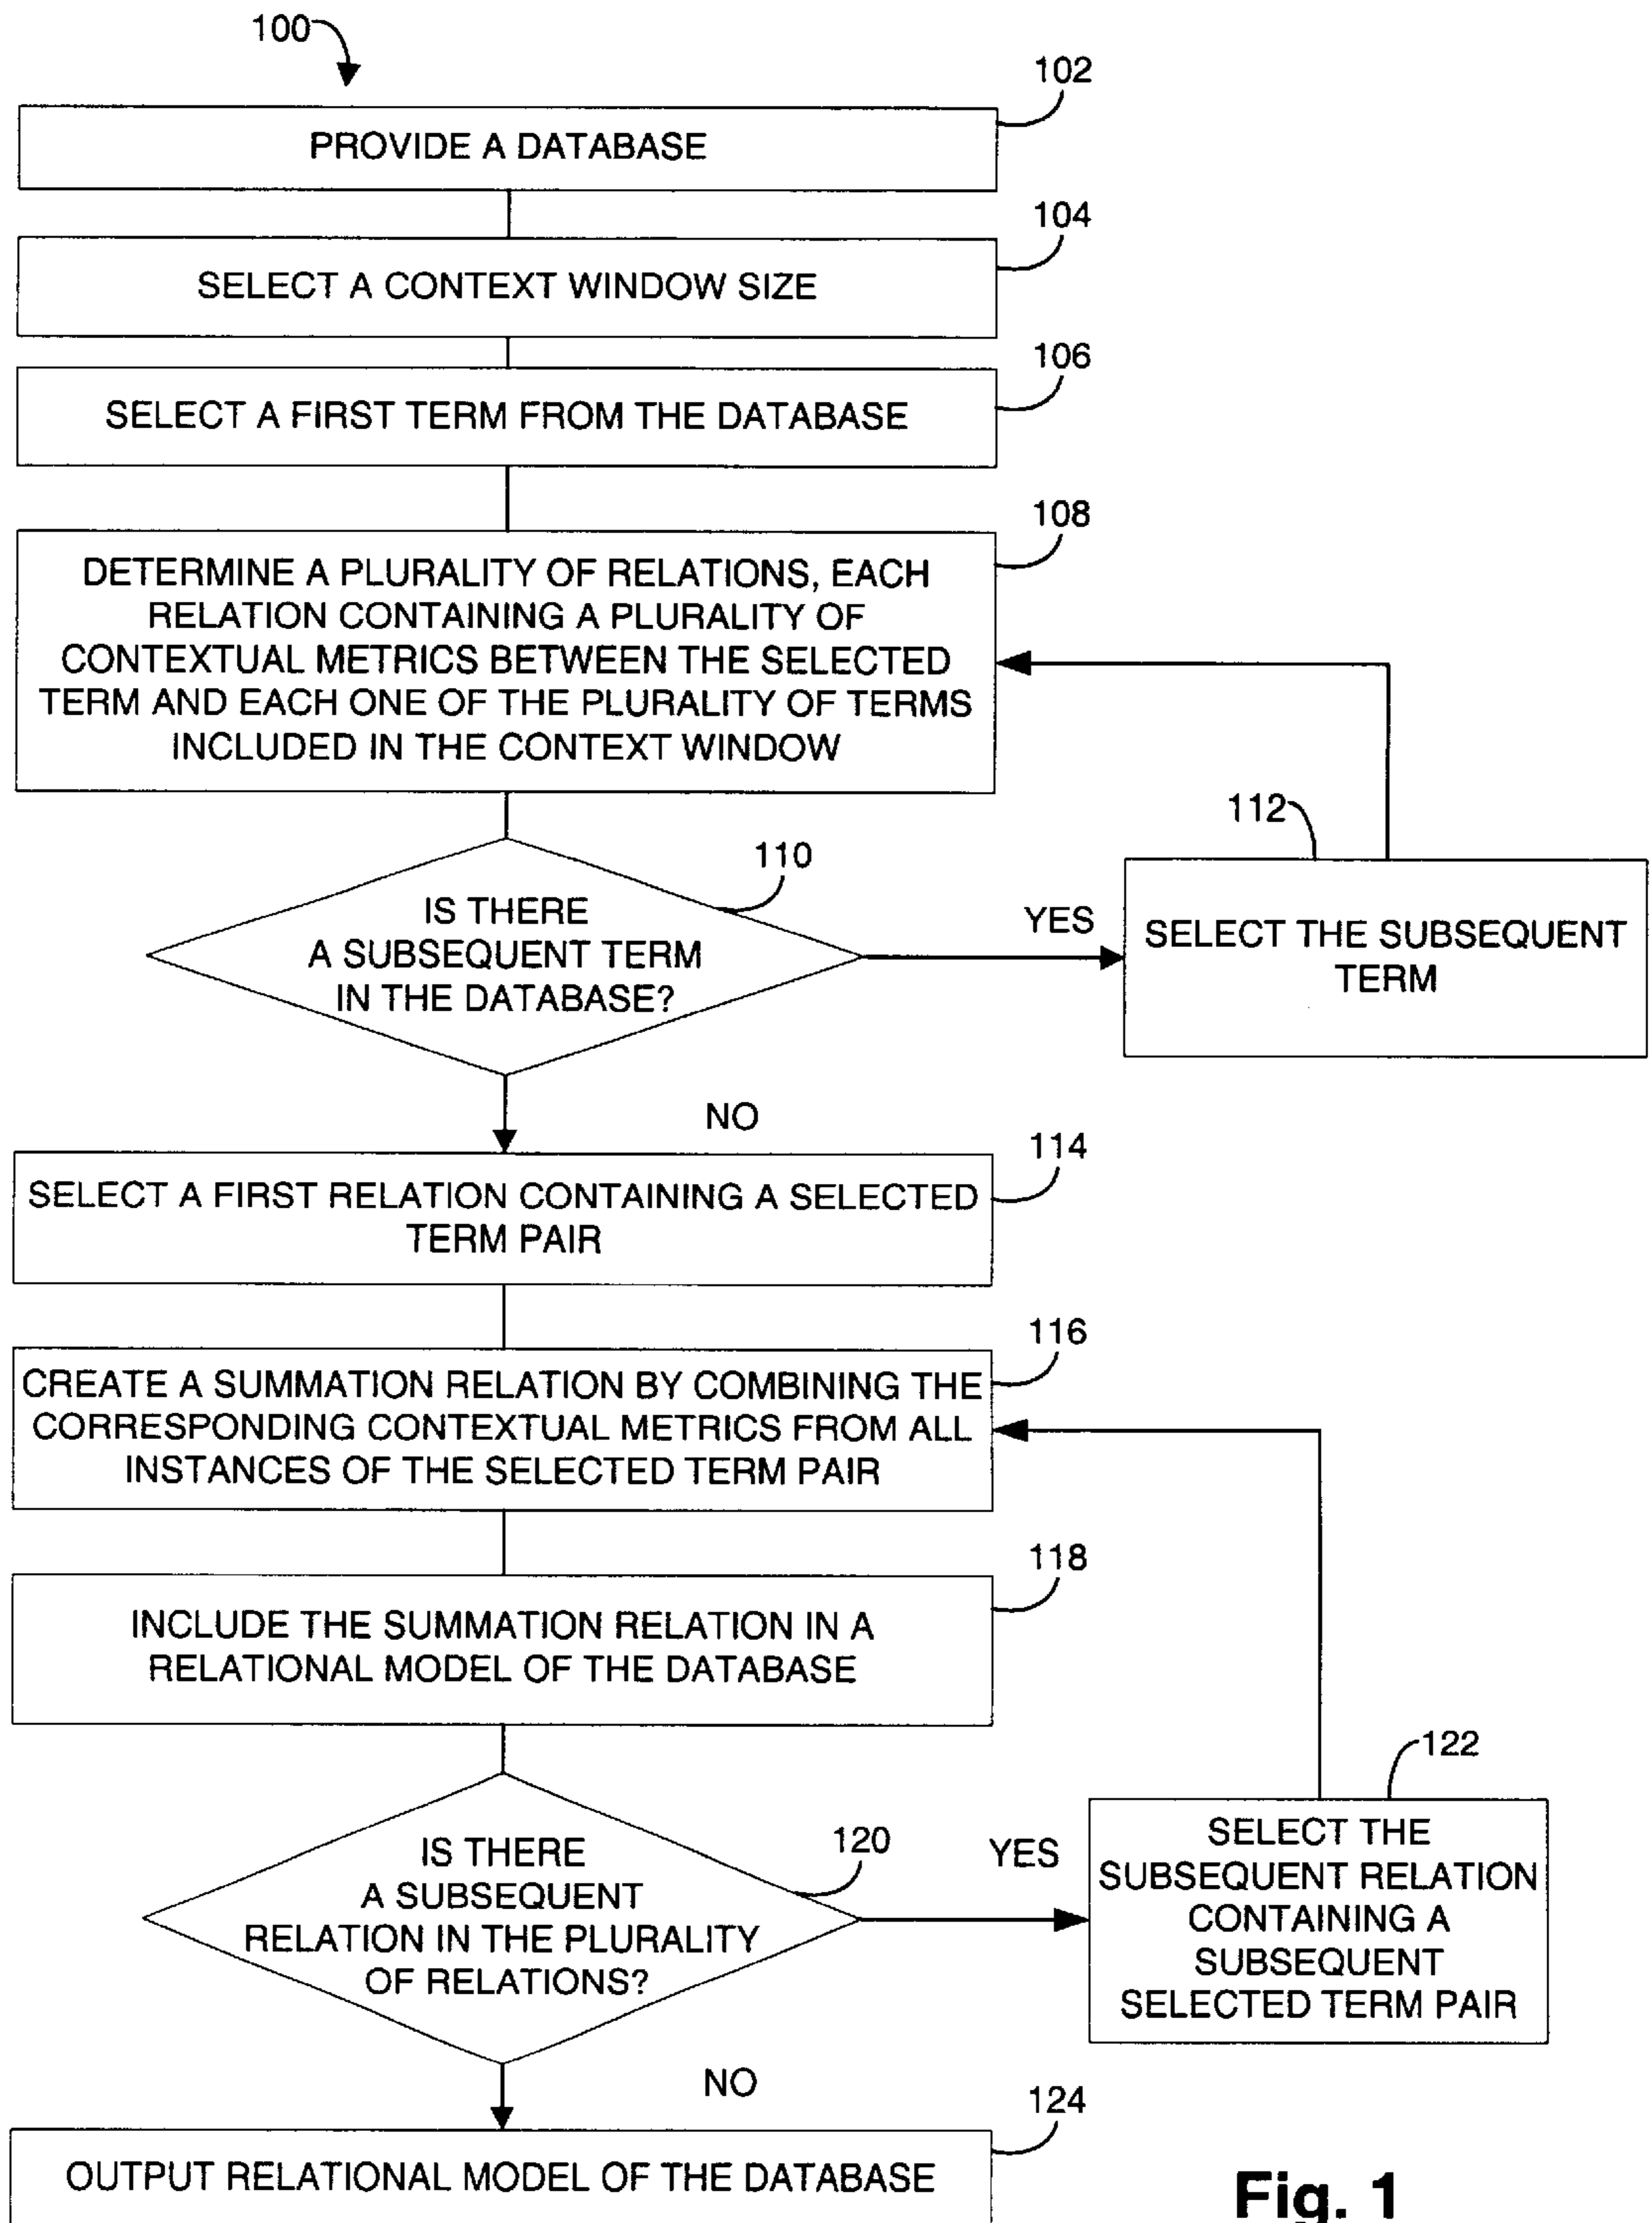 100
102
PROVIDE A DATABASE
104
SELECT A CONTEXT WINDOW SIZE
106
SELECT A FIRST TERM FROM THE DATABASE
108
DETERMINE A PLURALITY OF RELATIONS, EACH
RELATION CONTAINING A PLURALITY OF
CONTEXTUAL METRICS BETWEEN THE SELECTED
TERM AND EACH ONE OF THE PLURALITY OF TERMS
INCLUDED IN THE CONTEXT WINDOW
110
IS THERE
A SUBSEQUENT TERM
IN THE DATABASE?
YES
112
SELECT THE SUBSEQUENT
TERM
NO
114
SELECT A FIRST RELATION CONTAINING A SELECTED
TERM PAIR
116
CREATE A SUMMATION RELATION BY COMBINING THE
CORRESPONDING CONTEXTUAL METRICS FROM ALL
INSTANCES OF THE SELECTED TERM PAIR
118
INCLUDE THE SUMMATION RELATION IN A
RELATIONAL MODEL OF THE DATABASE
120
IS THERE
A SUBSEQUENT
RELATION IN THE PLURALITY
OF RELATIONS?
YES
122
SELECT THE
SUBSEQUENT RELATION
CONTAINING A
SUBSEQUENT
SELECTED TERM PAIR
NO
124
OUTPUT RELATIONAL MODEL OF THE DATABASE
Fig. 1